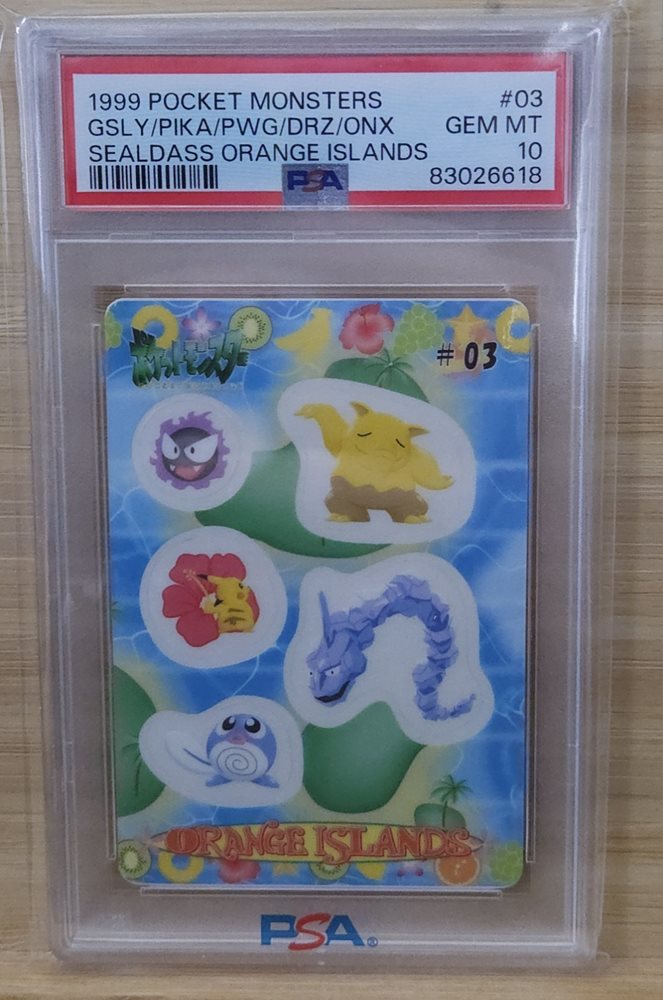 1999 POCKET MONSTERS #03
GSLY/PIKA/PWG/DRZ/ONX GEM MT
SEALDASS ORANGE ISLANDS 10
PSA 83026618
ポケットモンスター
# 03
ORANGE ISLANDS
PSA®